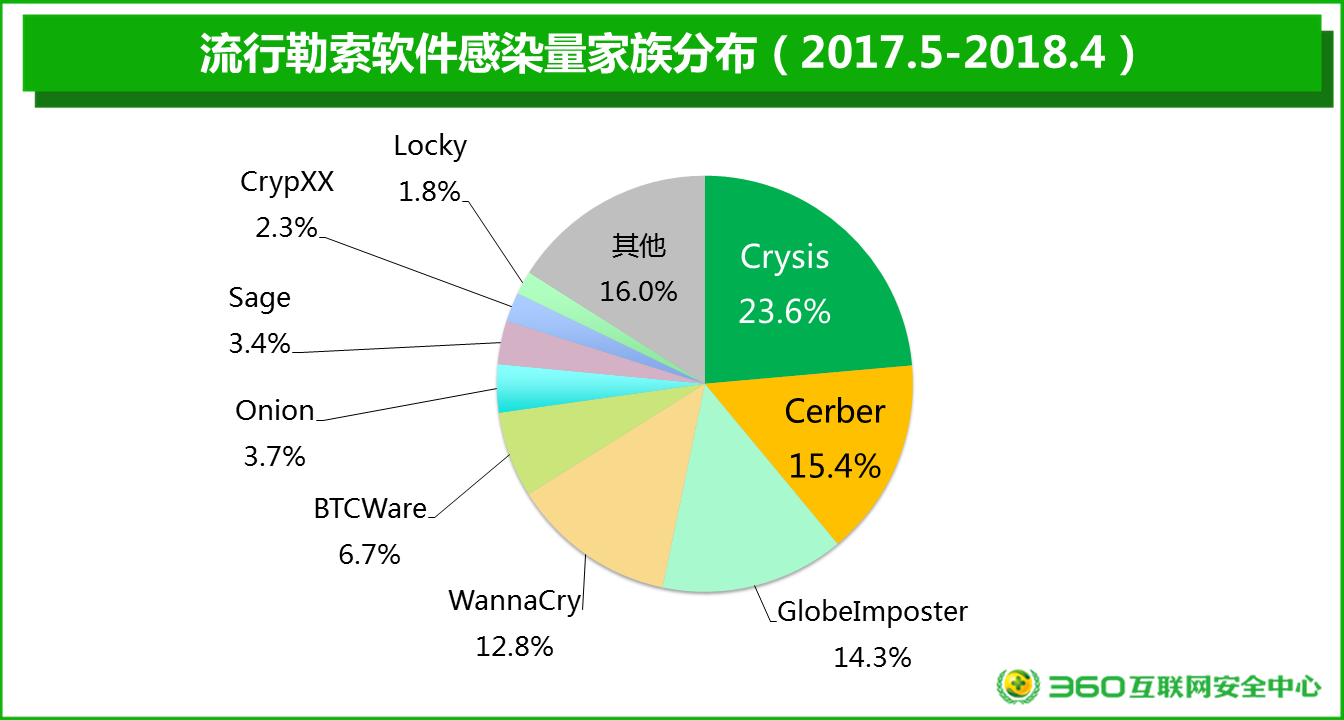 流行勒索软件感染量家族分布（2017.5-2018.4）
Locky
1.8%
CrypXX
2.3%
其他
16.0%
Crysis
23.6%
Sage
3.4%
Onion
3.7%
Cerber
15.4%
BTCWare
6.7%
WannaCry
12.8%
GlobeImposter
14.3%
360互联网安全中心